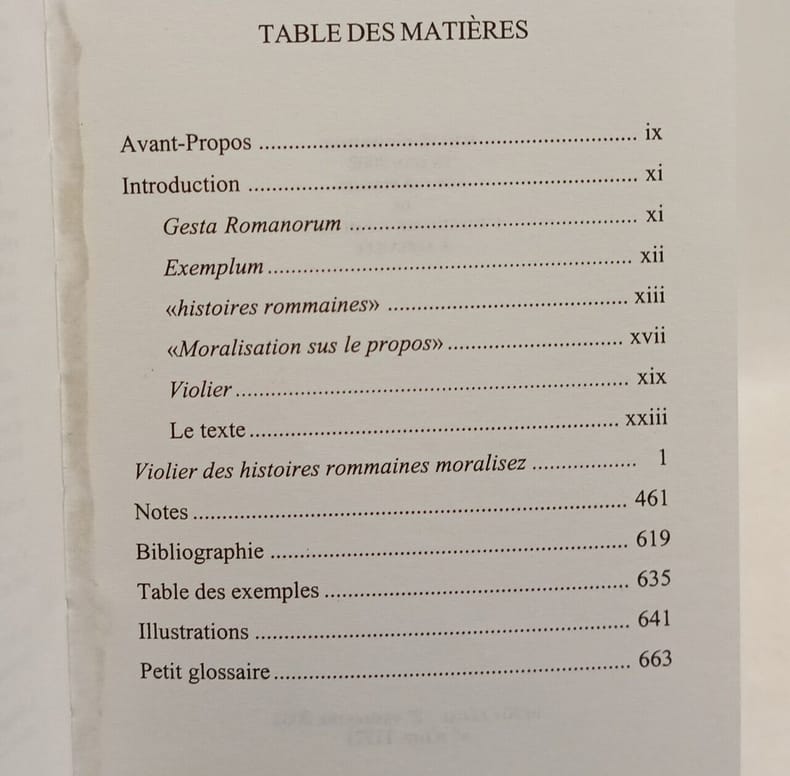 TABLE DES MATIÈRES
Avant-Propos ................................................................ ix
Introduction ................................................................ xi
Gesta Romanorum ................................................ xi
Exemplum ................................................ xii
«histoires rommaines» ........................................ xiii
«Moralisation sus le propos» ............................. xvii
Violier ................................................................ xix
Le texte ................................................................ xxiii
Violier des histoires rommaines moralisez .................. 1
Notes ................................................................ 461
Bibliographie ........................................................ 619
Table des exemples ................................................ 635
Illustrations ........................................................ 641
Petit glossaire ........................................................ 663